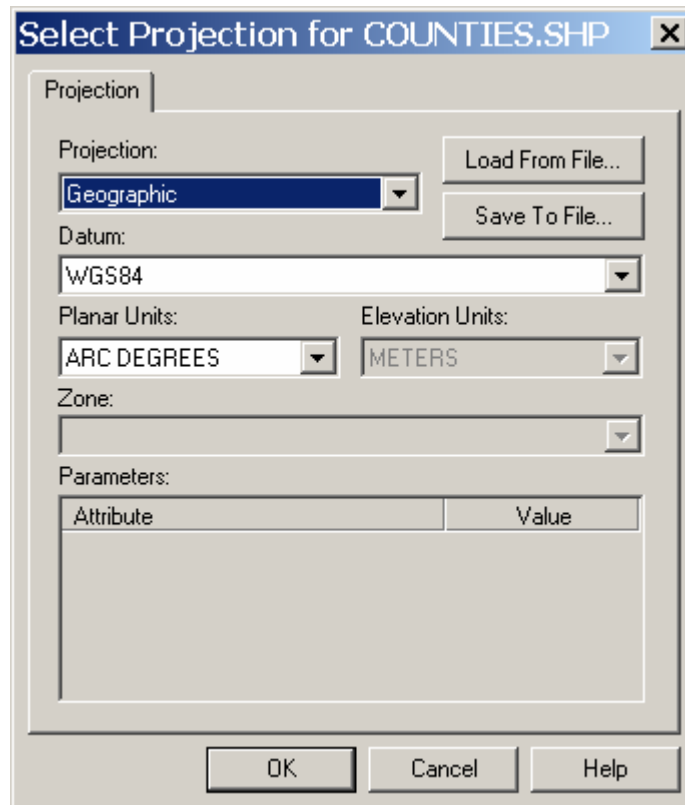 Select Projection for COUNTIES.SHP
Projection
Projection:
Load From File...
Geographic
Save To File...
Datum:
WGS84
Planar Units:
Elevation Units:
ARC DEGREES
METERS
Zone:
Parameters:
Attribute
Value
OK
Cancel
Help